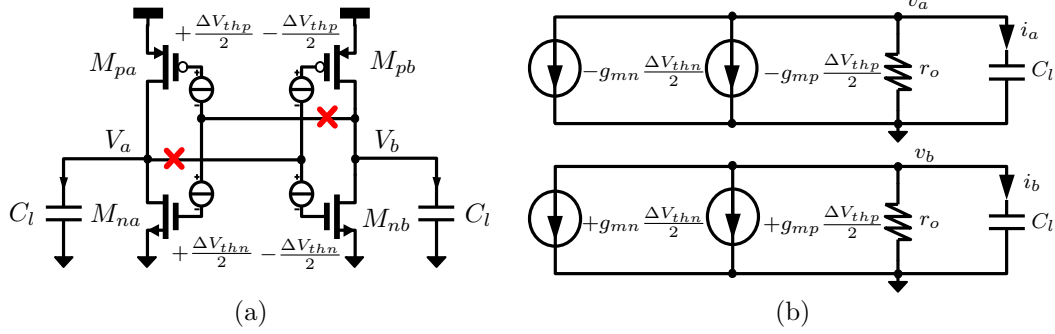 $+\frac{\Delta V_{thp}}{2}$ $-\frac{\Delta V_{thp}}{2}$
$M_{pa}$ + + $M_{pb}$
- -
$V_a$ $V_b$
+ +
$C_l$ $M_{na}$ - - $M_{nb}$ $C_l$
$+\frac{\Delta V_{thn}}{2}$ $-\frac{\Delta V_{thn}}{2}$
(a)
$v_a$
$i_a$
$-g_{mn}\frac{\Delta V_{thn}}{2}$ $-g_{mp}\frac{\Delta V_{thp}}{2}$ $r_o$ $C_l$
$v_b$
$i_b$
$+g_{mn}\frac{\Delta V_{thn}}{2}$ $+g_{mp}\frac{\Delta V_{thp}}{2}$ $r_o$ $C_l$
(b)